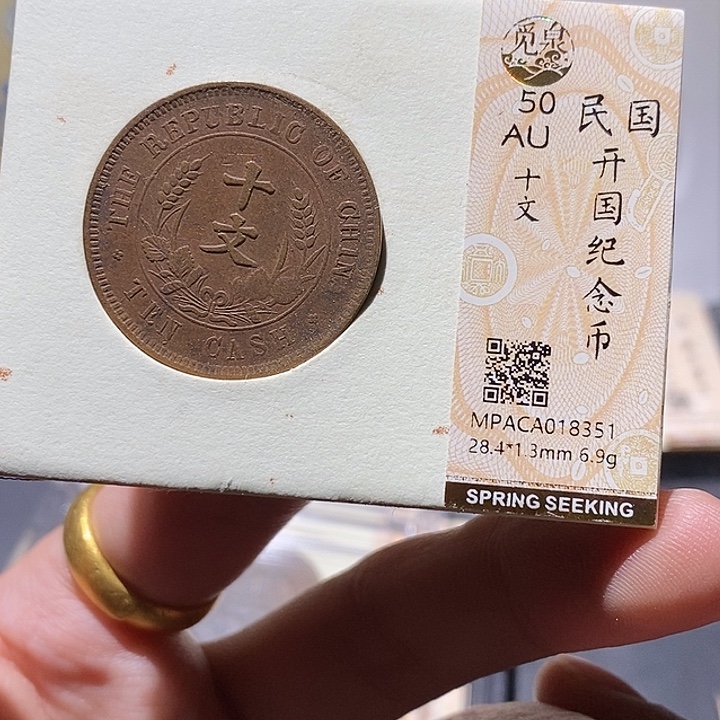 THE REPUBLIC OF CHINA
十文
TEN CASH
觅泉
50
AU
十文
民国
开国纪念币
MPACA018351
28.4*1.3mm 6.9g
SPRING SEEKING